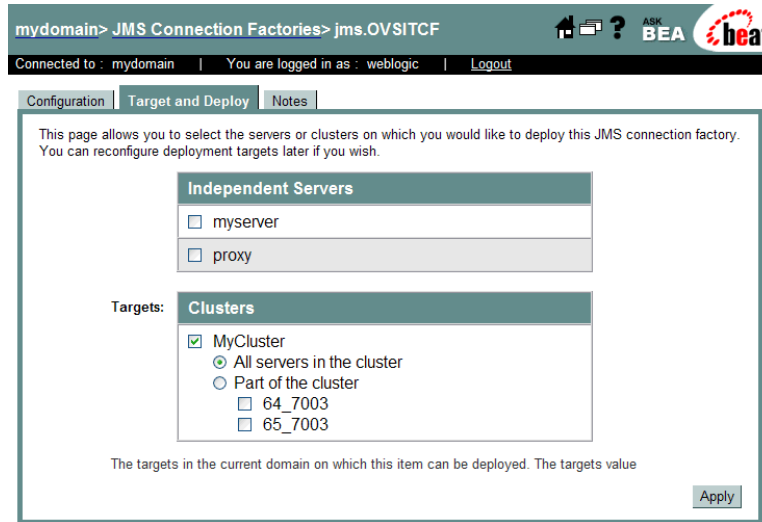 mydomain> JMS Connection Factories> jms.OVSITCF
? ASK BEA bea
Connected to : mydomain | You are logged in as : weblogic | Logout
Configuration Target and Deploy Notes
This page allows you to select the servers or clusters on which you would like to deploy this JMS connection factory.
You can reconfigure deployment targets later if you wish.
Independent Servers
myserver
proxy
Targets:
Clusters
MyCluster
All servers in the cluster
Part of the cluster
64_7003
65_7003
The targets in the current domain on which this item can be deployed. The targets value
Apply